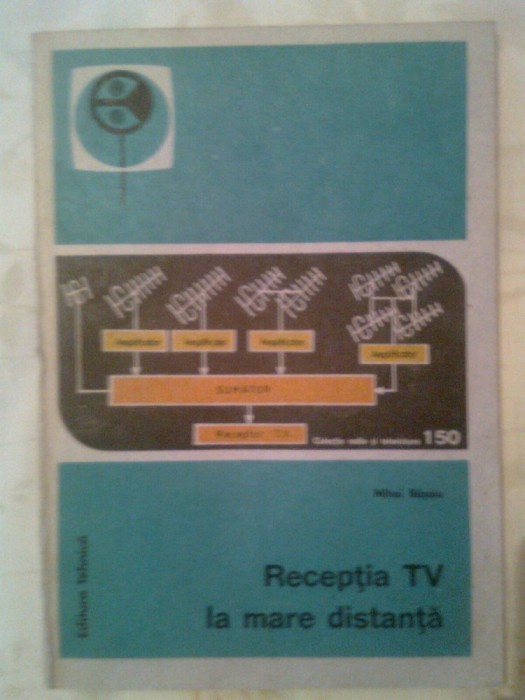 Amplificator
Amplificator
Amplificator
Amplificator
SUMATOR
Receptor TV
Colecția radio și televiziune 150
Mihai Băşoiu
Recepția TV
la mare distanță
Editura tehnică